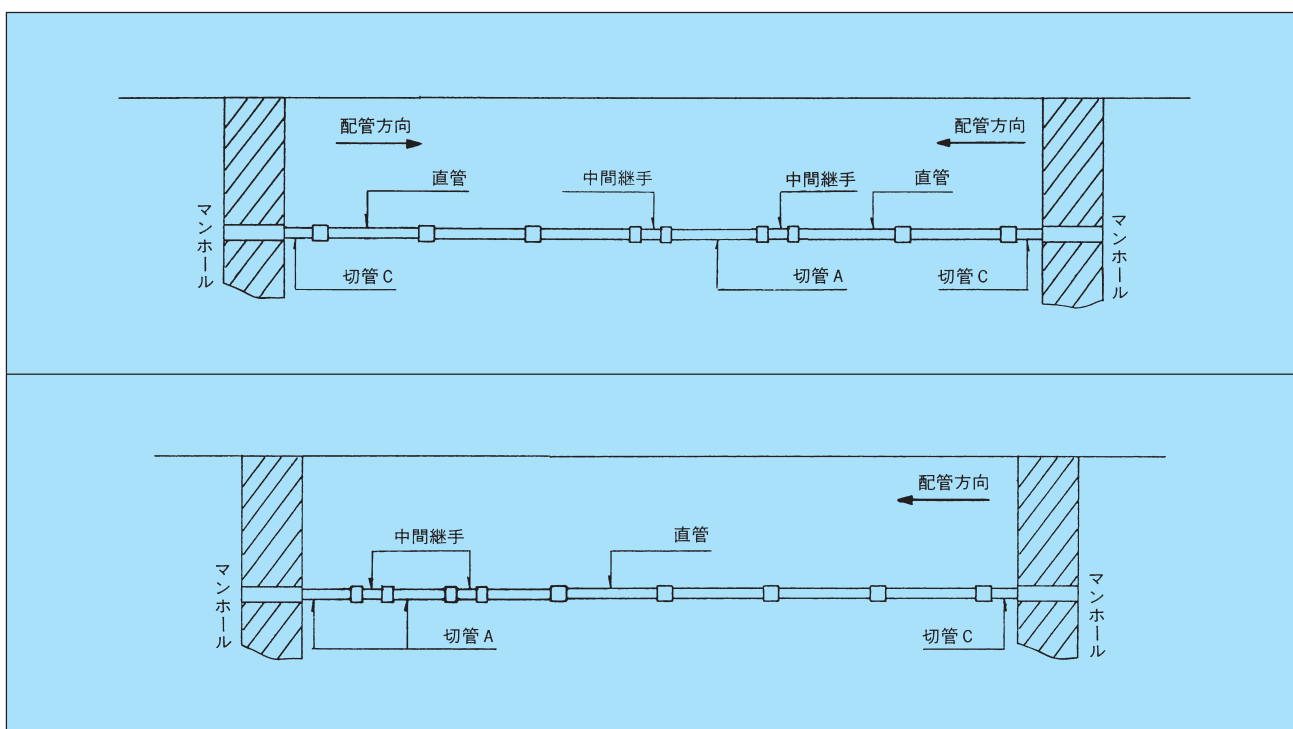 配管方向
配管方向
直管
中間継手
中間継手
直管
マンホール
マンホール
切管 C
切管 A
切管 C
配管方向
中間継手
直管
マンホール
マンホール
切管 A
切管 C